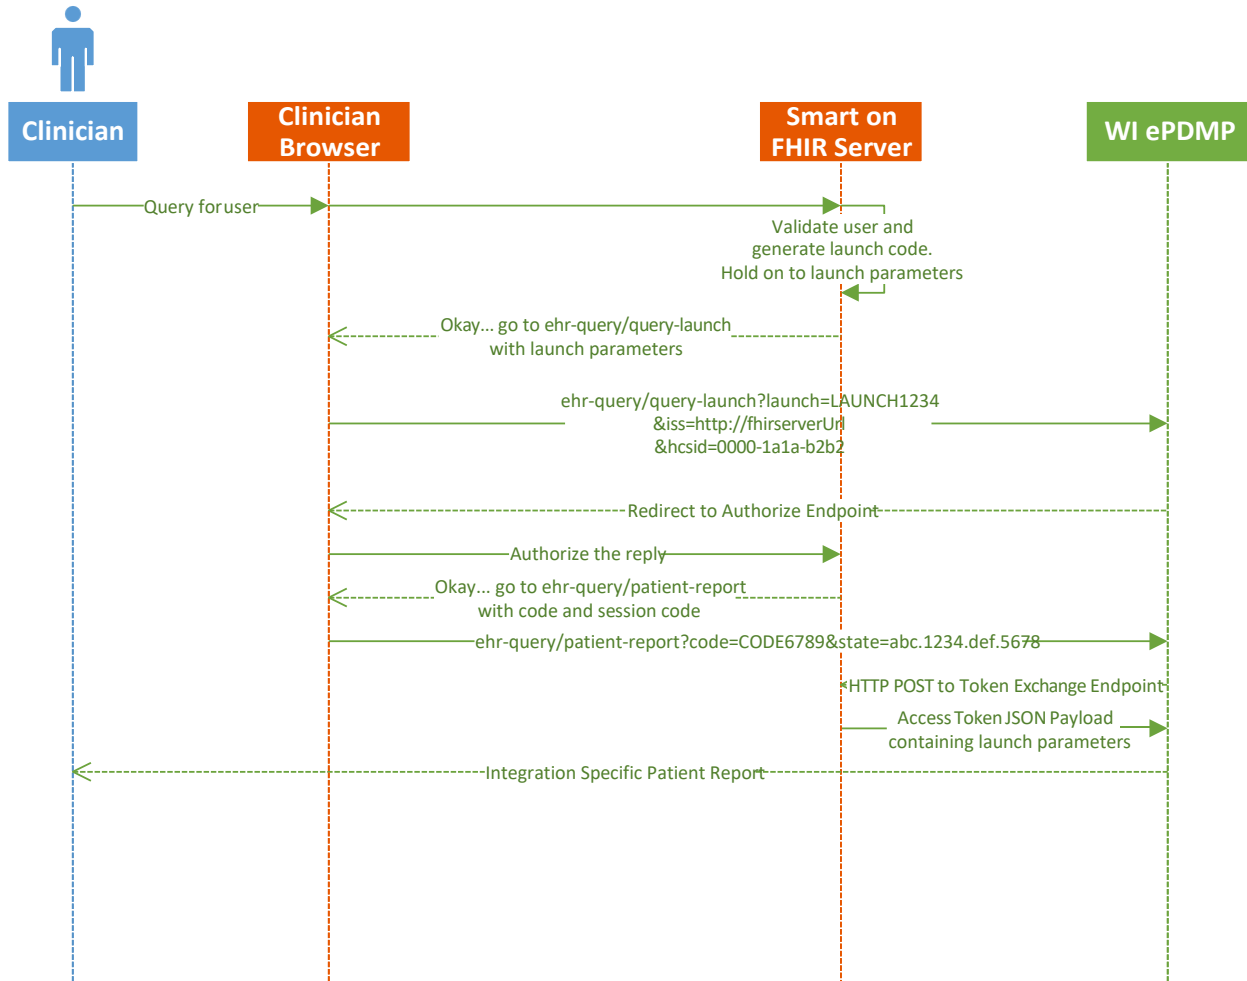 Clinician
Clinician
Browser
Smart on
FHIR Server
WI ePDMP
Query for user
Validate user and
generate launch code.
Hold on to launch parameters
Okay... go to ehr-query/query-launch
with launch parameters
ehr-query/query-launch?launch=LAUNCH1234
&iss=http://fhirserverUrl
&hcsid=0000-1a1a-b2b2
Redirect to Authorize Endpoint
Authorize the reply
Okay... go to ehr-query/patient-report
with code and session code
ehr-query/patient-report?code=CODE6789&state=abc.1234.def.5678
HTTP POST to Token Exchange Endpoint
Access Token JSON Payload
containing launch parameters
Integration Specific Patient Report